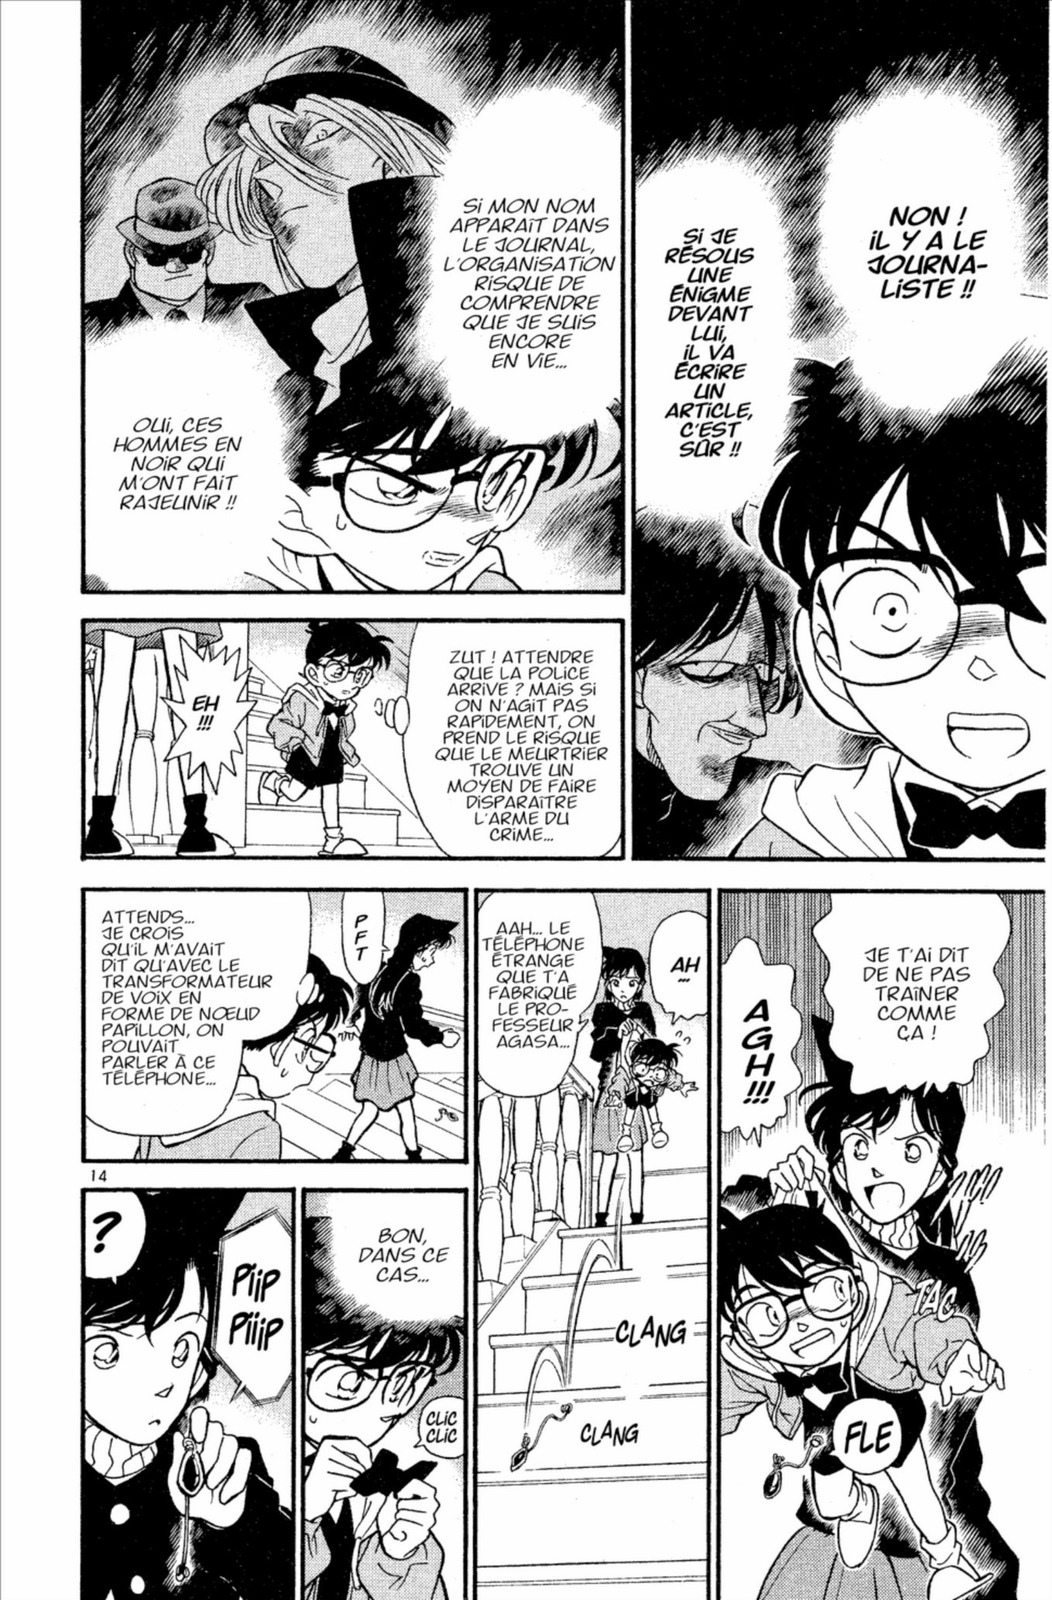 NON !
IL Y A LE
JOURNA-
LISTE !!
SI JE
RÉSOUS
UNE
ÉNIGME
DEVANT
LUI,
IL VA
ÉCRIRE
UN
ARTICLE,
C'EST
SÛR !!
SI MON NOM
APPARAÎT DANS
LE JOURNAL,
L'ORGANISATION
RISQUE DE
COMPRENDRE
QUE JE SUIS
ENCORE
EN VIE...
OUI, CES
HOMMES EN
NOIR QUI
M'ONT FAIT
RAJEUNIR !!
ZUT ! ATTENDRE
QUE LA POLICE
ARRIVE ? MAIS SI
ON N'AGIT PAS
RAPIDEMENT, ON
PREND LE RISQUE
QUE LE MEURTRIER
TROUVE UN
MOYEN DE FAIRE
DISPARAÎTRE
L'ARME DU
CRIME...
EH
!!!
JE T'AI DIT
DE NE PAS
TRAÎNER
COMME
ÇA !
AGH!!!
TAC
FLE
AH
...
AAH... LE
TÉLÉPHONE
ÉTRANGE
QUE T'A
FABRIQUÉ
LE PRO-
FESSEUR
AGASA...
CLANG
CLANG
PFT
ATTENDS...
JE CROIS
QU'IL M'AVAIT
DIT QU'AVEC LE
TRANSFORMATEUR
DE VOIX EN
FORME DE NŒUD
PAPILLON, ON
POUVAIT
PARLER À CE
TÉLÉPHONE...
14
BON,
DANS CE
CAS...
CLIC
CLIC
PIIP
PIIIP
?